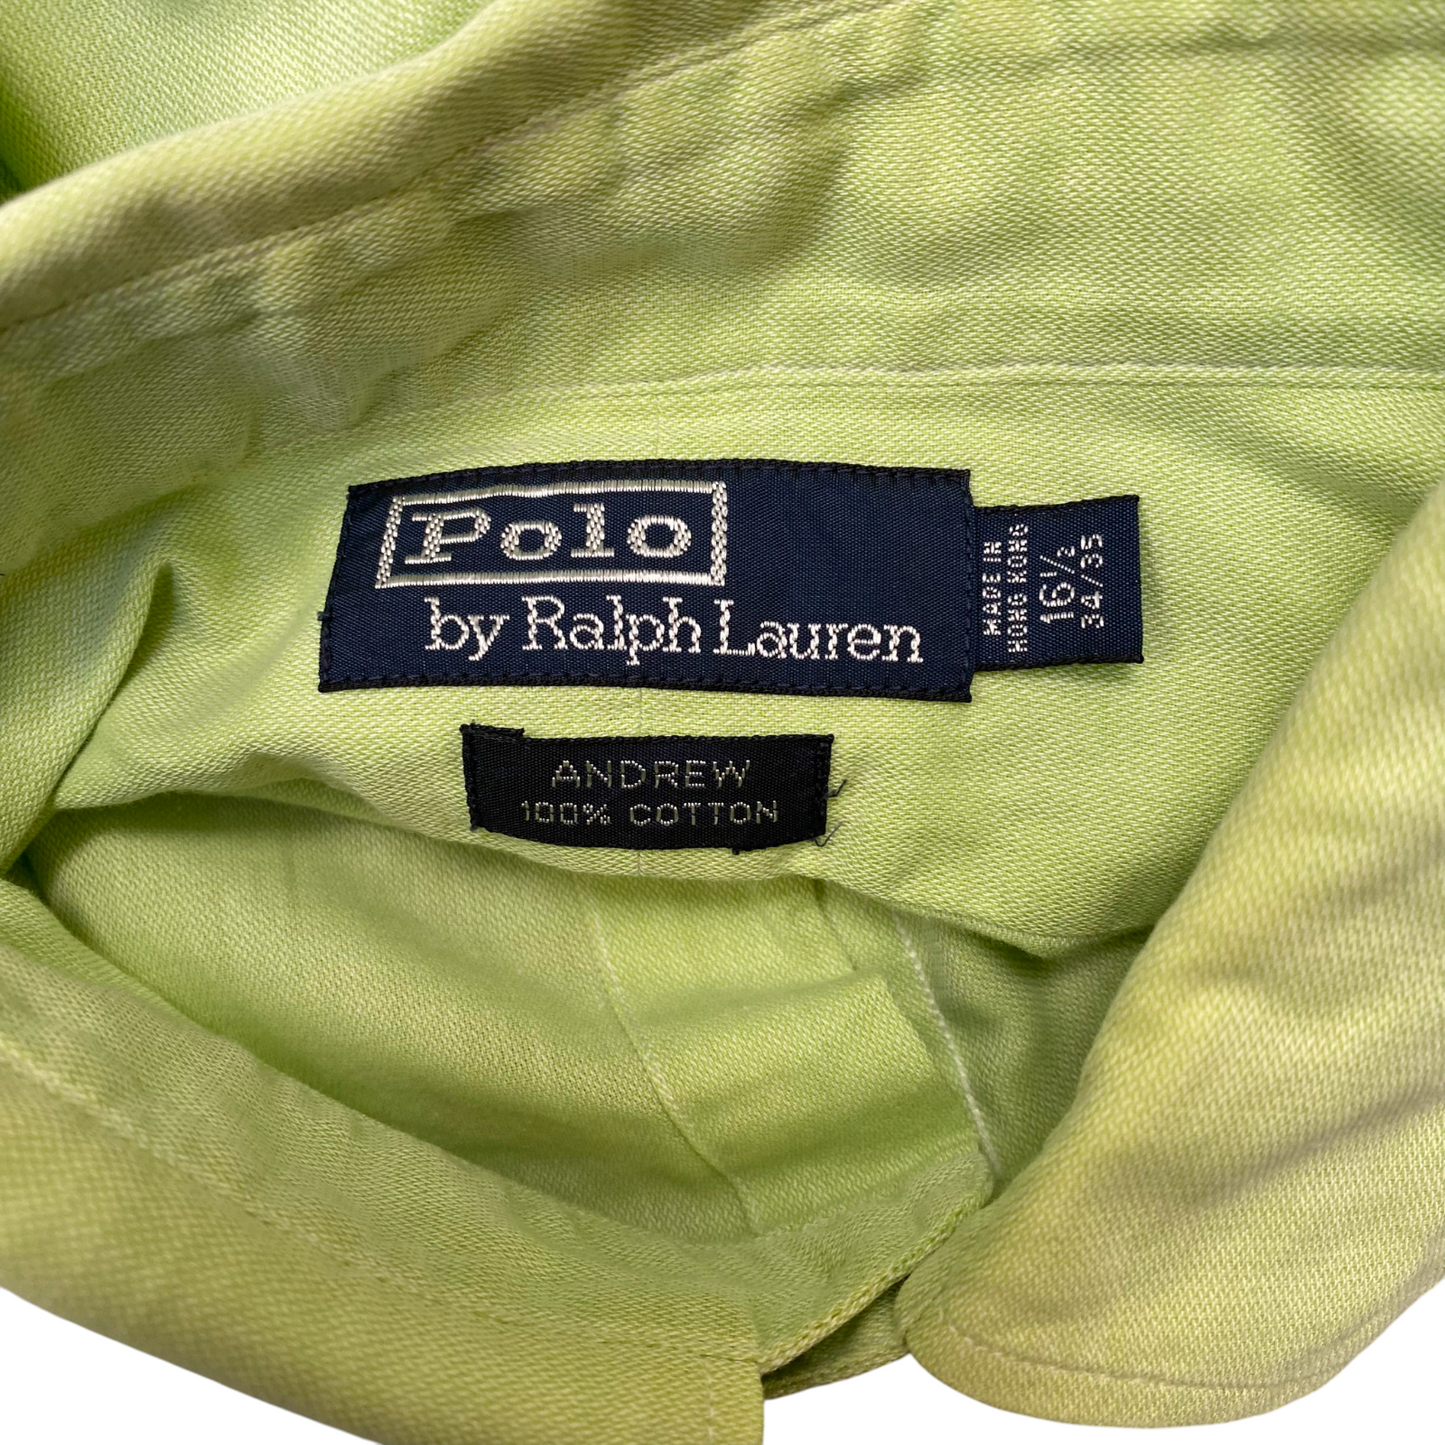 Polo
by Ralph Lauren
MADE IN
HONG KONG
16½
34/35
ANDREW
100% COTTON